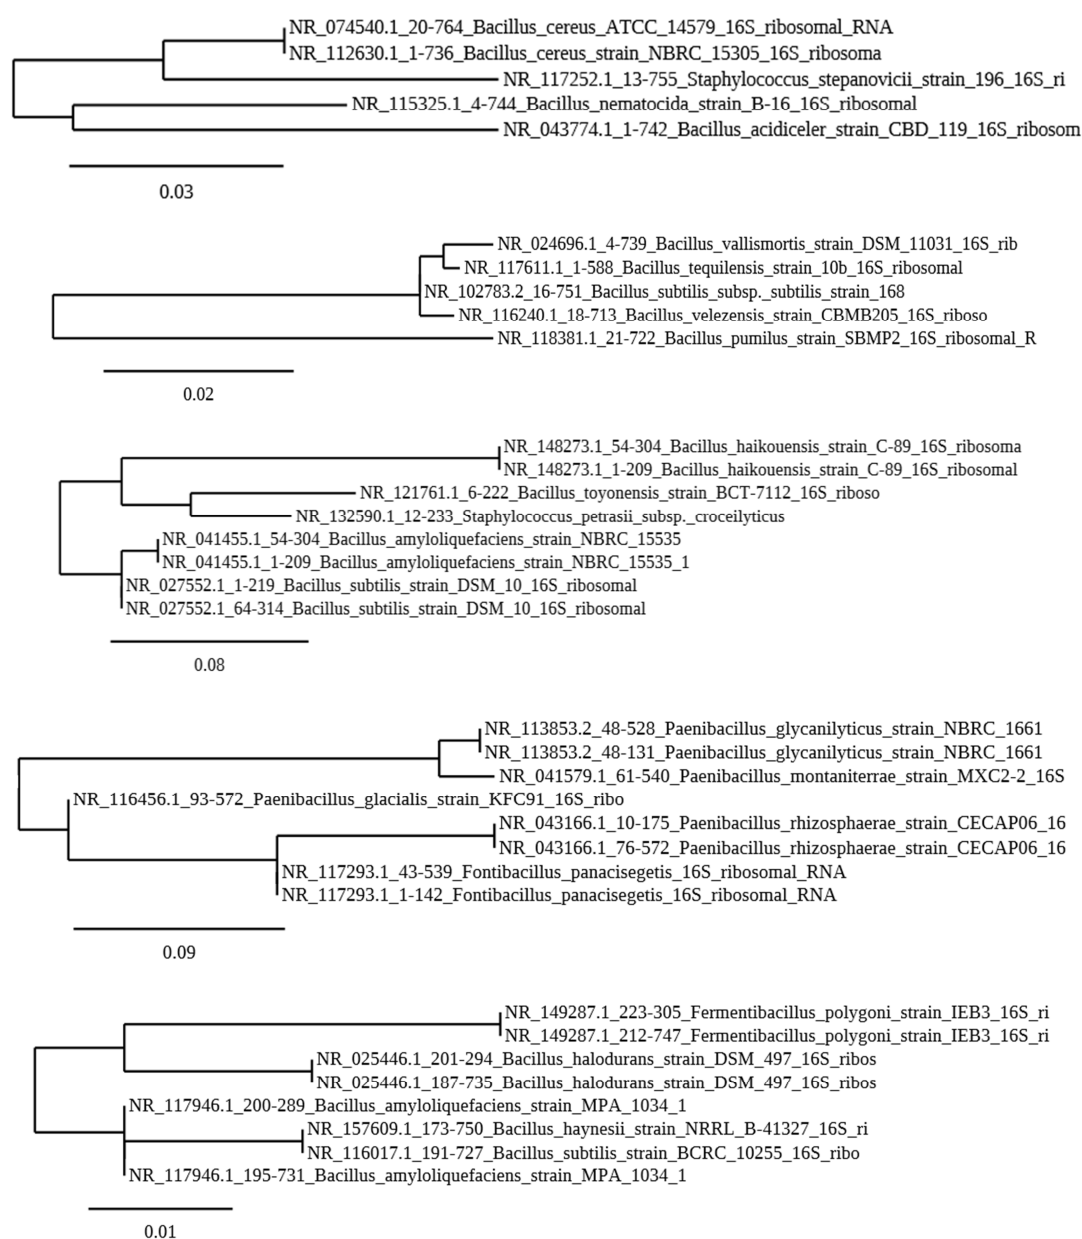 NR_074540.1_20-764_Bacillus_cereus_ATCC_14579_16S_ribosomal_RNA
NR_112630.1_1-736_Bacillus_cereus_strain_NBRC_15305_16S_ribosoma
NR_117252.1_13-755_Staphylococcus_stepanovicii_strain_196_16S_ri
NR_115325.1_4-744_Bacillus_nematocida_strain_B-16_16S_ribosomal
NR_043774.1_1-742_Bacillus_acidiceler_strain_CBD_119_16S_ribosom
0.03
NR_024696.1_4-739_Bacillus_vallismortis_strain_DSM_11031_16S_rib
NR_117611.1_1-588_Bacillus_tequilensis_strain_10b_16S_ribosomal
NR_102783.2_16-751_Bacillus_subtilis_subsp._subtilis_strain_168
NR_116240.1_18-713_Bacillus_velezensis_strain_CBMB205_16S_riboso
NR_118381.1_21-722_Bacillus_pumilus_strain_SBMP2_16S_ribosomal_R
0.02
NR_148273.1_54-304_Bacillus_haikouensis_strain_C-89_16S_ribosoma
NR_148273.1_1-209_Bacillus_haikouensis_strain_C-89_16S_ribosomal
NR_121761.1_6-222_Bacillus_toyonensis_strain_BCT-7112_16S_riboso
NR_132590.1_12-233_Staphylococcus_petrasii_subsp._croceilyticus
NR_041455.1_54-304_Bacillus_amyloliquefaciens_strain_NBRC_15535
NR_041455.1_1-209_Bacillus_amyloliquefaciens_strain_NBRC_15535_1
NR_027552.1_1-219_Bacillus_subtilis_strain_DSM_10_16S_ribosomal
NR_027552.1_64-314_Bacillus_subtilis_strain_DSM_10_16S_ribosomal
0.08
NR_113853.2_48-528_Paenibacillus_glycanilyticus_strain_NBRC_1661
NR_113853.2_48-131_Paenibacillus_glycanilyticus_strain_NBRC_1661
NR_041579.1_61-540_Paenibacillus_montaniterrae_strain_MXC2-2_16S
NR_116456.1_93-572_Paenibacillus_glacialis_strain_KFC91_16S_ribo
NR_043166.1_10-175_Paenibacillus_rhizosphaerae_strain_CECAP06_16
NR_043166.1_76-572_Paenibacillus_rhizosphaerae_strain_CECAP06_16
NR_117293.1_43-539_Fontibacillus_panacisegetis_16S_ribosomal_RNA
NR_117293.1_1-142_Fontibacillus_panacisegetis_16S_ribosomal_RNA
0.09
NR_149287.1_223-305_Fermentibacillus_polygoni_strain_IEB3_16S_ri
NR_149287.1_212-747_Fermentibacillus_polygoni_strain_IEB3_16S_ri
NR_025446.1_201-294_Bacillus_halodurans_strain_DSM_497_16S_ribos
NR_025446.1_187-735_Bacillus_halodurans_strain_DSM_497_16S_ribos
NR_117946.1_200-289_Bacillus_amyloliquefaciens_strain_MPA_1034_1
NR_157609.1_173-750_Bacillus_haynesii_strain_NRRL_B-41327_16S_ri
NR_116017.1_191-727_Bacillus_subtilis_strain_BCRC_10255_16S_ribo
NR_117946.1_195-731_Bacillus_amyloliquefaciens_strain_MPA_1034_1
0.01